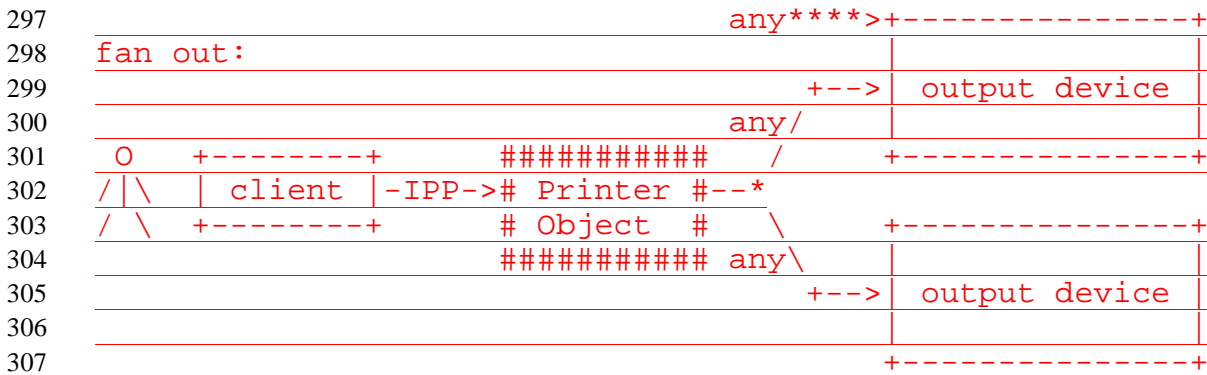 297                                          any****>+----------------+
298   fan out:                                       |                |
299                                             +-->| output device |
300                                          any/     |                |
301    O    +--------+       ###########   /      +----------------+
302   /|\  | client |-IPP-># Printer #--*
303   / \  +--------+       # Object  #   \      +----------------+
304                         ########### any\     |                |
305                                             +-->| output device |
306                                                  |                |
307                                                  +----------------+